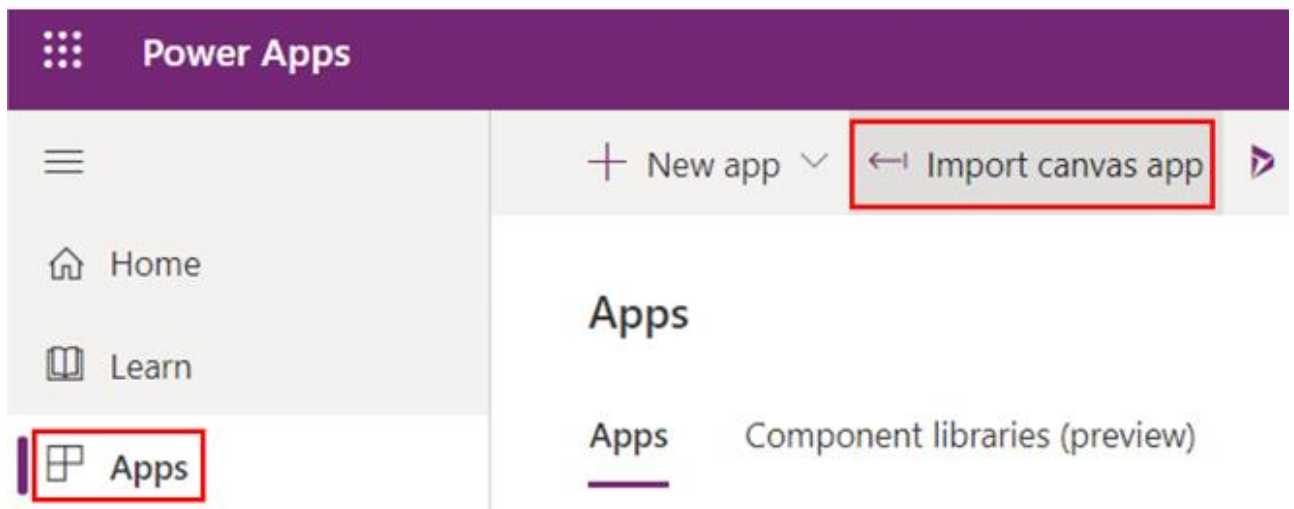 Power Apps
New app
Import canvas app
Home
Learn
Apps
Apps
Apps
Component libraries (preview)